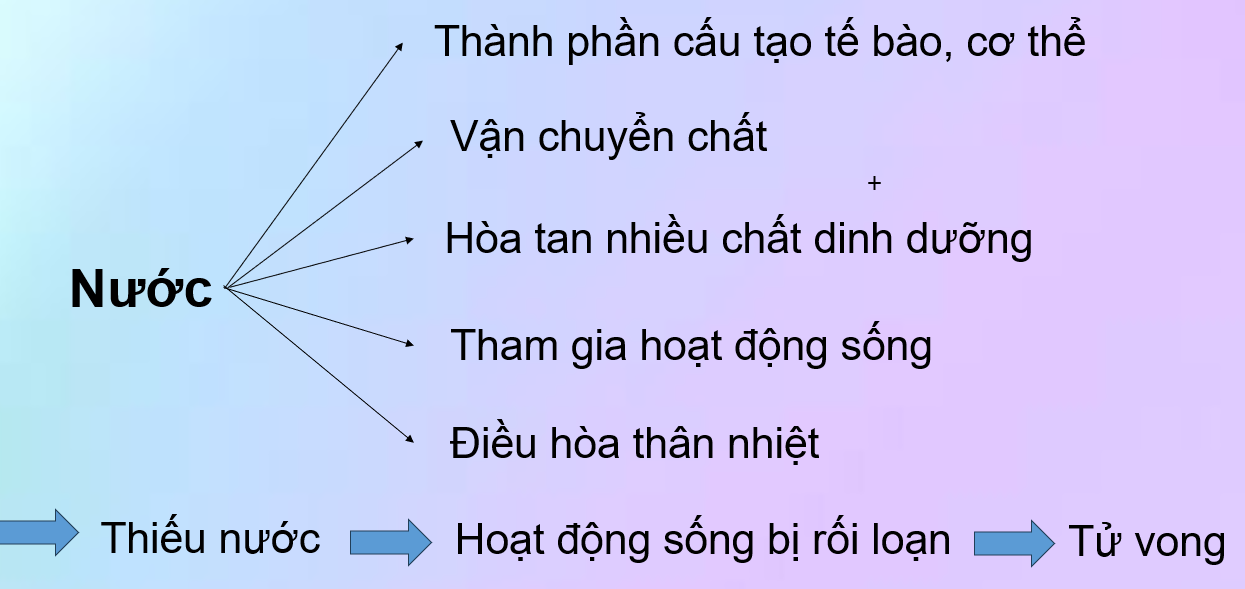 Thành phần cấu tạo tế bào, cơ thể
Vận chuyển chất
+
Hòa tan nhiều chất dinh dưỡng
Nước
Tham gia hoạt động sống
Điều hòa thân nhiệt
Thiếu nước
Hoạt động sống bị rối loạn
Tử vong